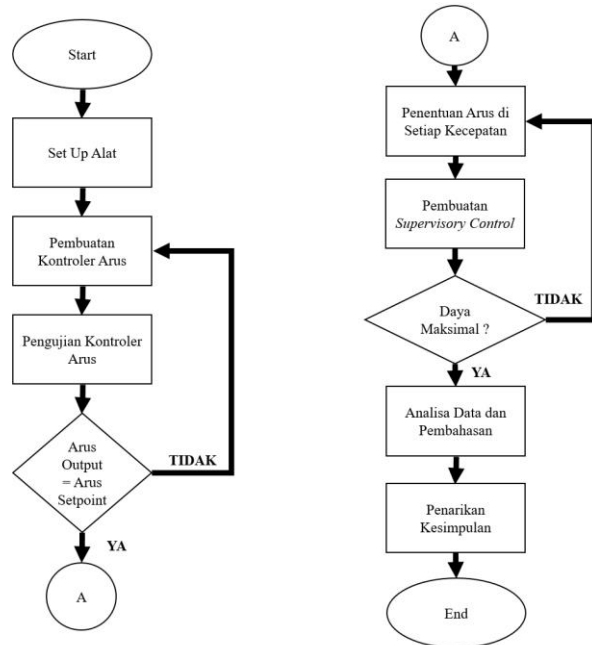 Start
Set Up Alat
Pembuatan
Kontroler Arus
Pengujian Kontroler
Arus
Arus
Output
= Arus
Setpoint
TIDAK
YA
A
A
Penentuan Arus di
Setiap Kecepatan
Pembuatan
Supervisory Control
Daya
Maksimal ?
TIDAK
YA
Analisa Data dan
Pembahasan
Penarikan
Kesimpulan
End